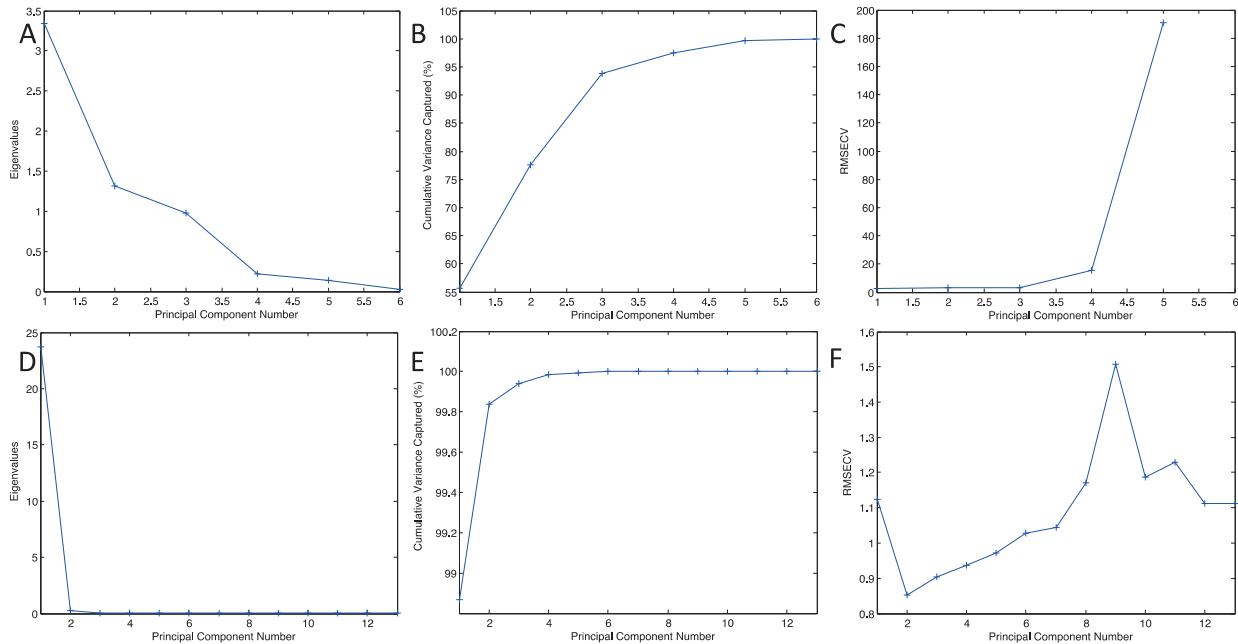 A
Eigenvalues
3.5
3
2.5
2
1.5
1
0.5
0
1 1.5 2 2.5 3 3.5 4 4.5 5 5.5 6
Principal Component Number
B
Cumulative Variance Captured (%)
100
95
90
85
80
75
70
65
60
55
1 1.5 2 2.5 3 3.5 4 4.5 5 5.5 6
Principal Component Number
C
RMSECV
200
180
160
140
120
100
80
60
40
20
0
1 1.5 2 2.5 3 3.5 4 4.5 5 5.5 6
Principal Component Number
D
Eigenvalues
25
20
15
10
5
0
2 4 6 8 10 12
Principal Component Number
E
Cumulative Variance Captured (%)
100.2
100
99.8
99.6
99.4
99.2
99
2 4 6 8 10 12
Principal Component Number
F
RMSECV
1.6
1.5
1.4
1.3
1.2
1.1
1
0.9
0.8
2 4 6 8 10 12
Principal Component Number